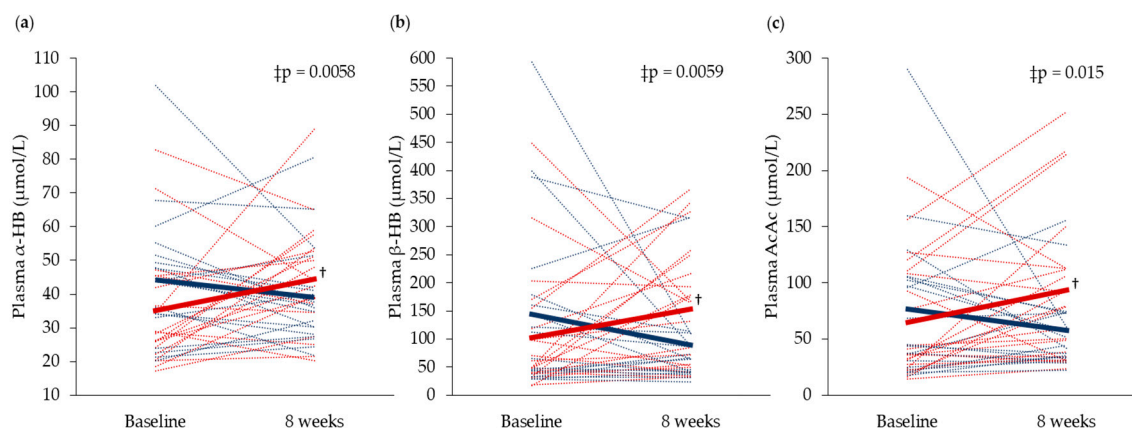 (a)
(b)
(c)
Plasma α-HB (µmol/L)
110
100
90
80
70
60
50
40
30
20
10
‡p = 0.0058
†
Baseline
8 weeks
Plasma β-HB (µmol/L)
600
550
500
450
400
350
300
250
200
150
100
50
0
‡p = 0.0059
†
Baseline
8 weeks
Plasma AcAc (µmol/L)
300
250
200
150
100
50
0
‡p = 0.015
†
Baseline
8 weeks